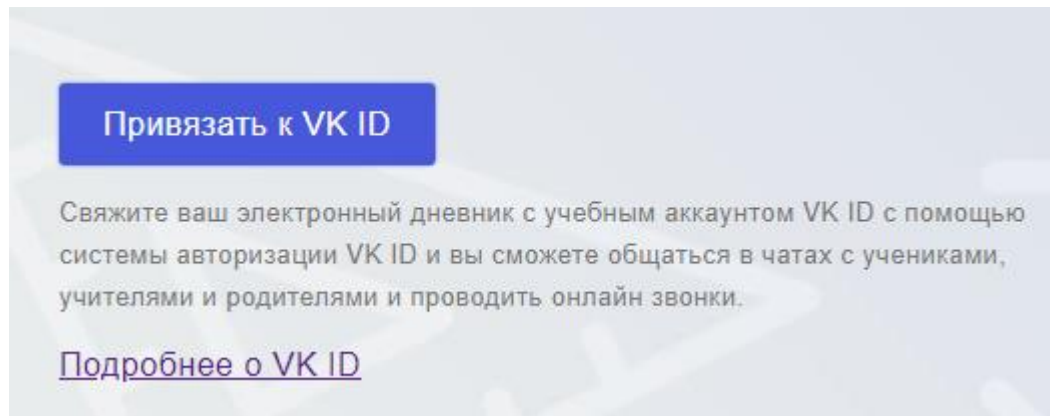 Привязать к VK ID
Свяжите ваш электронный дневник с учебным аккаунтом VK ID с помощью
системы авторизации VK ID и вы сможете общаться в чатах с учениками,
учителями и родителями и проводить онлайн звонки.
Подробнее о VK ID